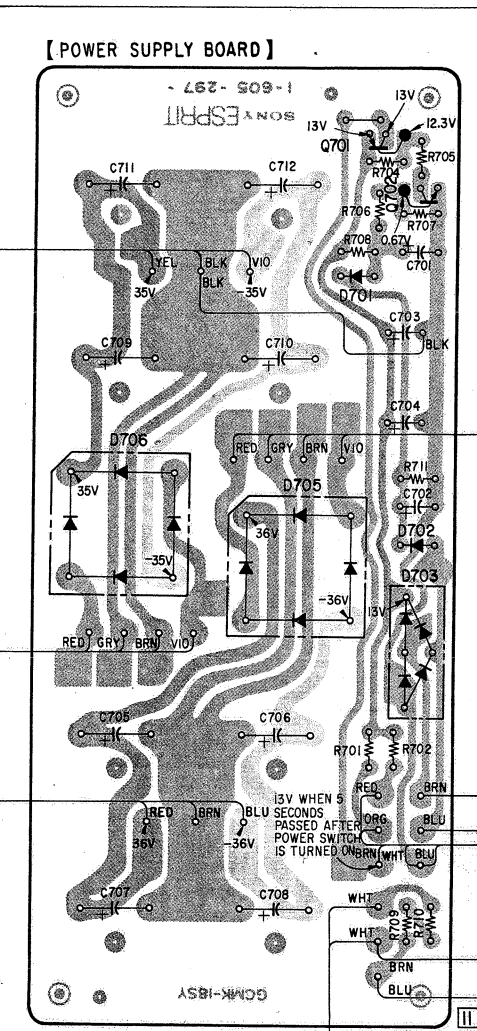 【POWER SUPPLY BOARD】
1-605-297-
SONY ESPRIT
13V
13V
12.3V
Q701
R704
R705
C711
C712
Q702
R706
R707
R708
0.67V
C701
YEL
BLK
VIO
BLK
35V
-35V
D701
C703
BLK
C709
C710
C704
D706
RED
GRY
BRN
VIO
R711
D705
C702
35V
36V
D702
-35V
D703
-36V
13V
RED
GRY
BRN
VIO
C705
C706
R701
R702
RED
BRN
RED
BRN
BLU
13V WHEN 5
SECONDS
PASSED AFTER
POWER SWITCH
IS TURNED ON
ORG
BLU
36V
-36V
BRN
WHT
BLU
C707
C708
WHT
R709
R710
WHT
BRN
BLU
GCMK-18SY
11